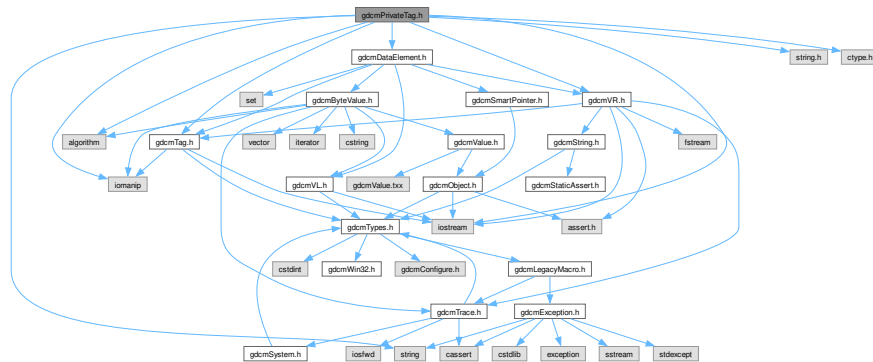 gdcmPrivateTag.h
gdcmDataElement.h
string.h
ctype.h
set
gdcmByteValue.h
gdcmSmartPointer.h
gdcmVR.h
algorithm
gdcmTag.h
vector
iterator
cstring
gdcmValue.h
gdcmString.h
fstream
iomanip
gdcmVL.h
gdcmValue.txx
gdcmObject.h
gdcmStaticAssert.h
gdcmTypes.h
iostream
assert.h
cstdint
gdcmWin32.h
gdcmConfigure.h
gdcmLegacyMacro.h
gdcmTrace.h
gdcmException.h
gdcmSystem.h
iosfwd
string
cassert
cstdlib
exception
sstream
stdexcept